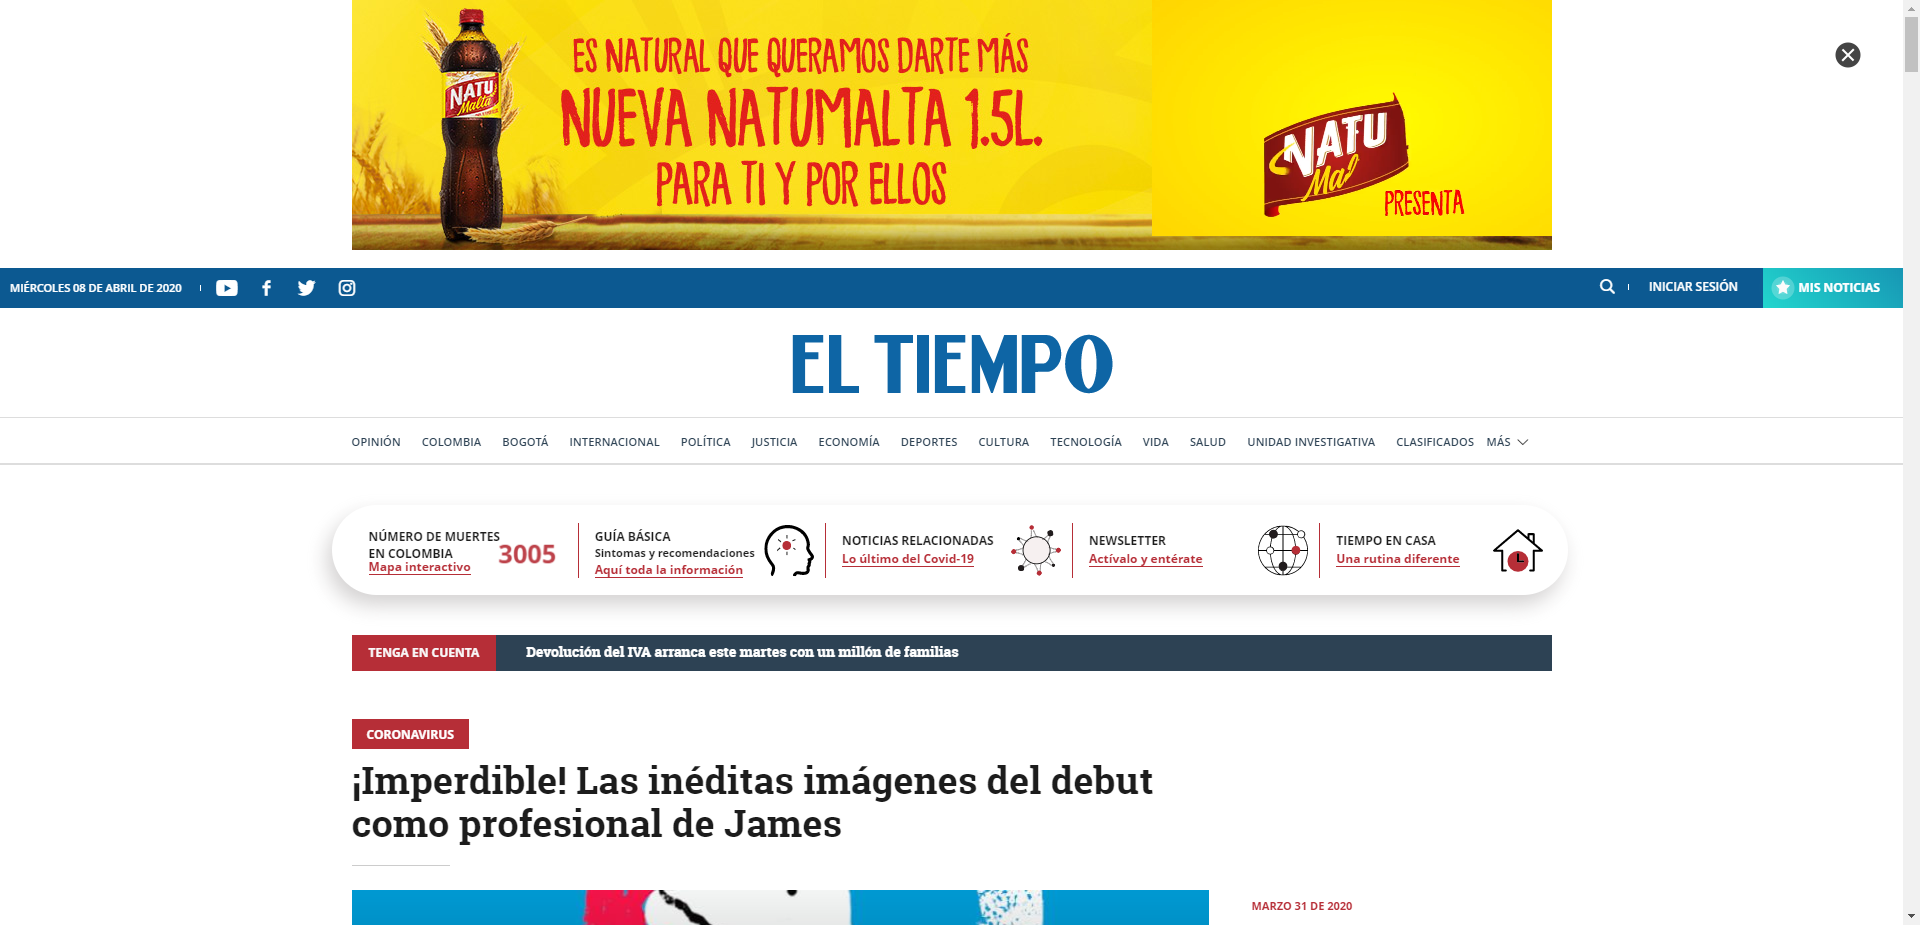 ES NATURAL QUE QUERAMOS DARTE MÁS
NUEVA NATUMALTA 1.5L.
PARA TI Y POR ELLOS
NATU
Malta
NATU
Mal
PRESENTA
MIÉRCOLES 08 DE ABRIL DE 2020
INICIAR SESIÓN
MIS NOTICIAS
EL TIEMPO
OPINIÓN COLOMBIA BOGOTÁ INTERNACIONAL POLÍTICA JUSTICIA ECONOMÍA DEPORTES CULTURA TECNOLOGÍA VIDA SALUD UNIDAD INVESTIGATIVA CLASIFICADOS MÁS
NÚMERO DE MUERTES
EN COLOMBIA
Mapa interactivo
3005
GUÍA BÁSICA
Sintomas y recomendaciones
Aquí toda la información
NOTICIAS RELACIONADAS
Lo último del Covid-19
NEWSLETTER
Actívalo y entérate
TIEMPO EN CASA
Una rutina diferente
TENGA EN CUENTA
Devolución del IVA arranca este martes con un millón de familias
CORONAVIRUS
¡Imperdible! Las inéditas imágenes del debut
como profesional de James
MARZO 31 DE 2020